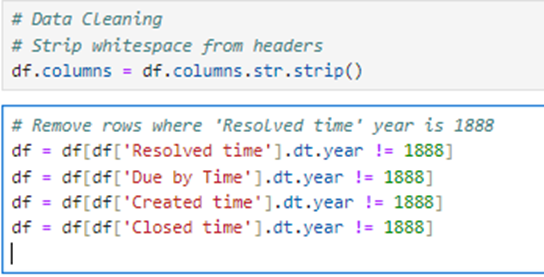 # Data Cleaning
# Strip whitespace from headers
df.columns = df.columns.str.strip()
# Remove rows where 'Resolved time' year is 1888
df = df[df['Resolved time'].dt.year != 1888]
df = df[df['Due by Time'].dt.year != 1888]
df = df[df['Created time'].dt.year != 1888]
df = df[df['Closed time'].dt.year != 1888]